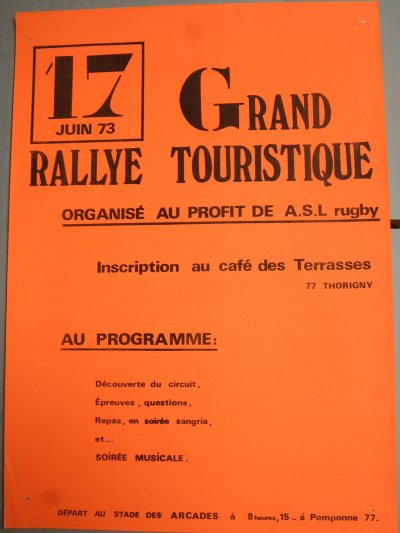 17
JUIN 73
GRAND
RALLYE TOURISTIQUE
ORGANISÉ AU PROFIT DE A.S.L rugby
Inscription au café des Terrasses
77 THORIGNY
AU PROGRAMME:
Découverte du circuit,
Épreuves, questions,
Repas, en soirée sangria,
et...
SOIRÉE MUSICALE.
DÉPART AU STADE DES ARCADES á 8 heures,15.. á Pomponne 77.